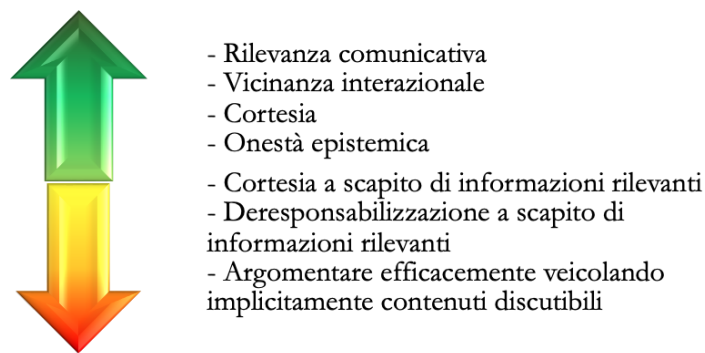 - Rilevanza comunicativa
- Vicinanza interazionale
- Cortesia
- Onestà epistemica
- Cortesia a scapito di informazioni rilevanti
- Deresponsabilizzazione a scapito di
informazioni rilevanti
- Argomentare efficacemente veicolando
implicitamente contenuti discutibili